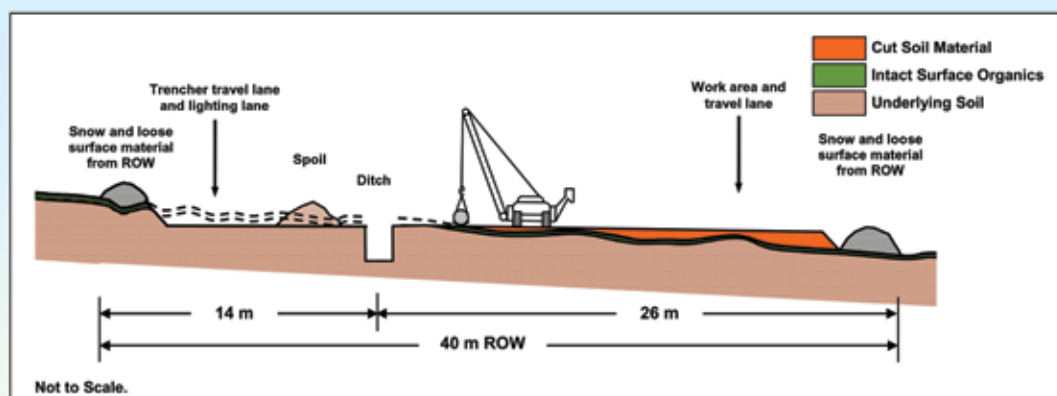 Cut Soil Material
Intact Surface Organics
Underlying Soil
Trencher travel lane
and lighting lane
Work area and
travel lane
Snow and loose
surface material
from ROW
Spoil
Ditch
Snow and loose
surface material
from ROW
14 m
26 m
40 m ROW
Not to Scale.